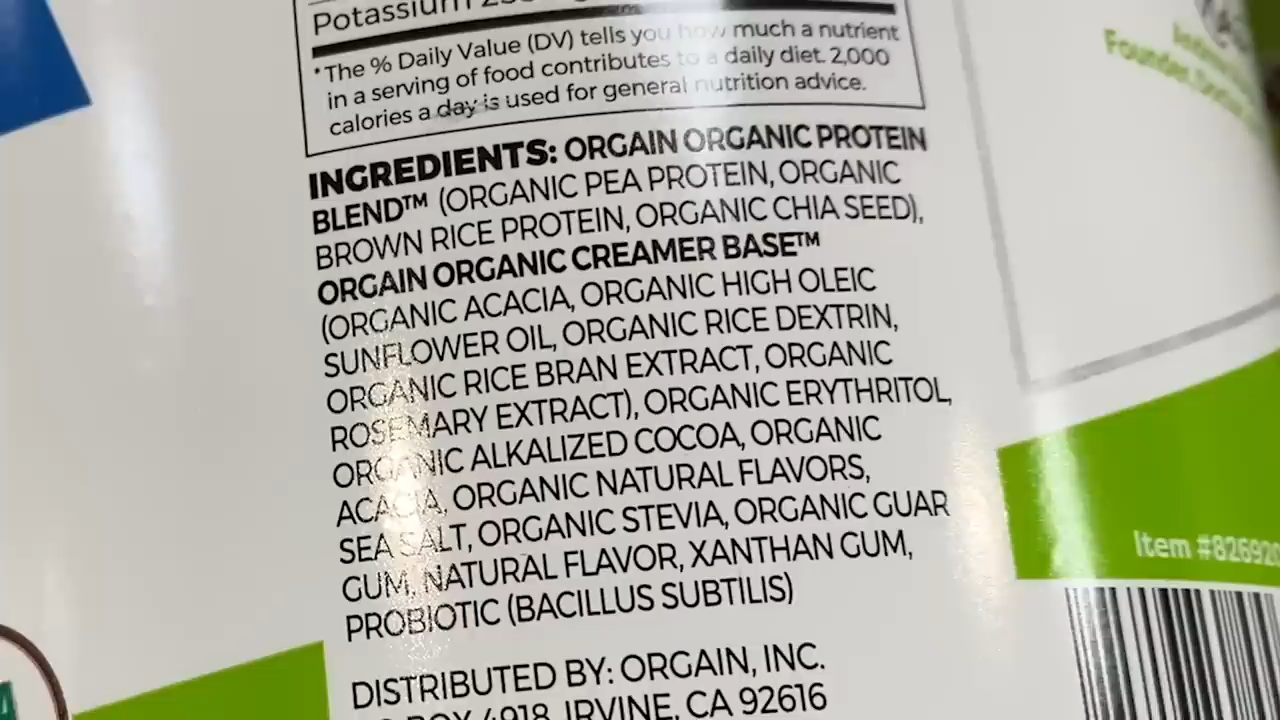 Potassium
*The % Daily Value (DV) tells you how much a nutrient
in a serving of food contributes to a daily diet. 2,000
calories a day is used for general nutrition advice.
INGREDIENTS: ORGAIN ORGANIC PROTEIN
BLEND™ (ORGANIC PEA PROTEIN, ORGANIC
BROWN RICE PROTEIN, ORGANIC CHIA SEED),
ORGAIN ORGANIC CREAMER BASE™
(ORGANIC ACACIA, ORGANIC HIGH OLEIC
SUNFLOWER OIL, ORGANIC RICE DEXTRIN,
ORGANIC RICE BRAN EXTRACT, ORGANIC
ROSEMARY EXTRACT), ORGANIC ERYTHRITOL,
ORGANIC ALKALIZED COCOA, ORGANIC
ACACIA, ORGANIC NATURAL FLAVORS,
SEA SALT, ORGANIC STEVIA, ORGANIC GUAR
GUM, NATURAL FLAVOR, XANTHAN GUM,
PROBIOTIC (BACILLUS SUBTILIS)
DISTRIBUTED BY: ORGAIN, INC.
BOX 4918, IRVINE, CA 92616
Founder,
Item #826920